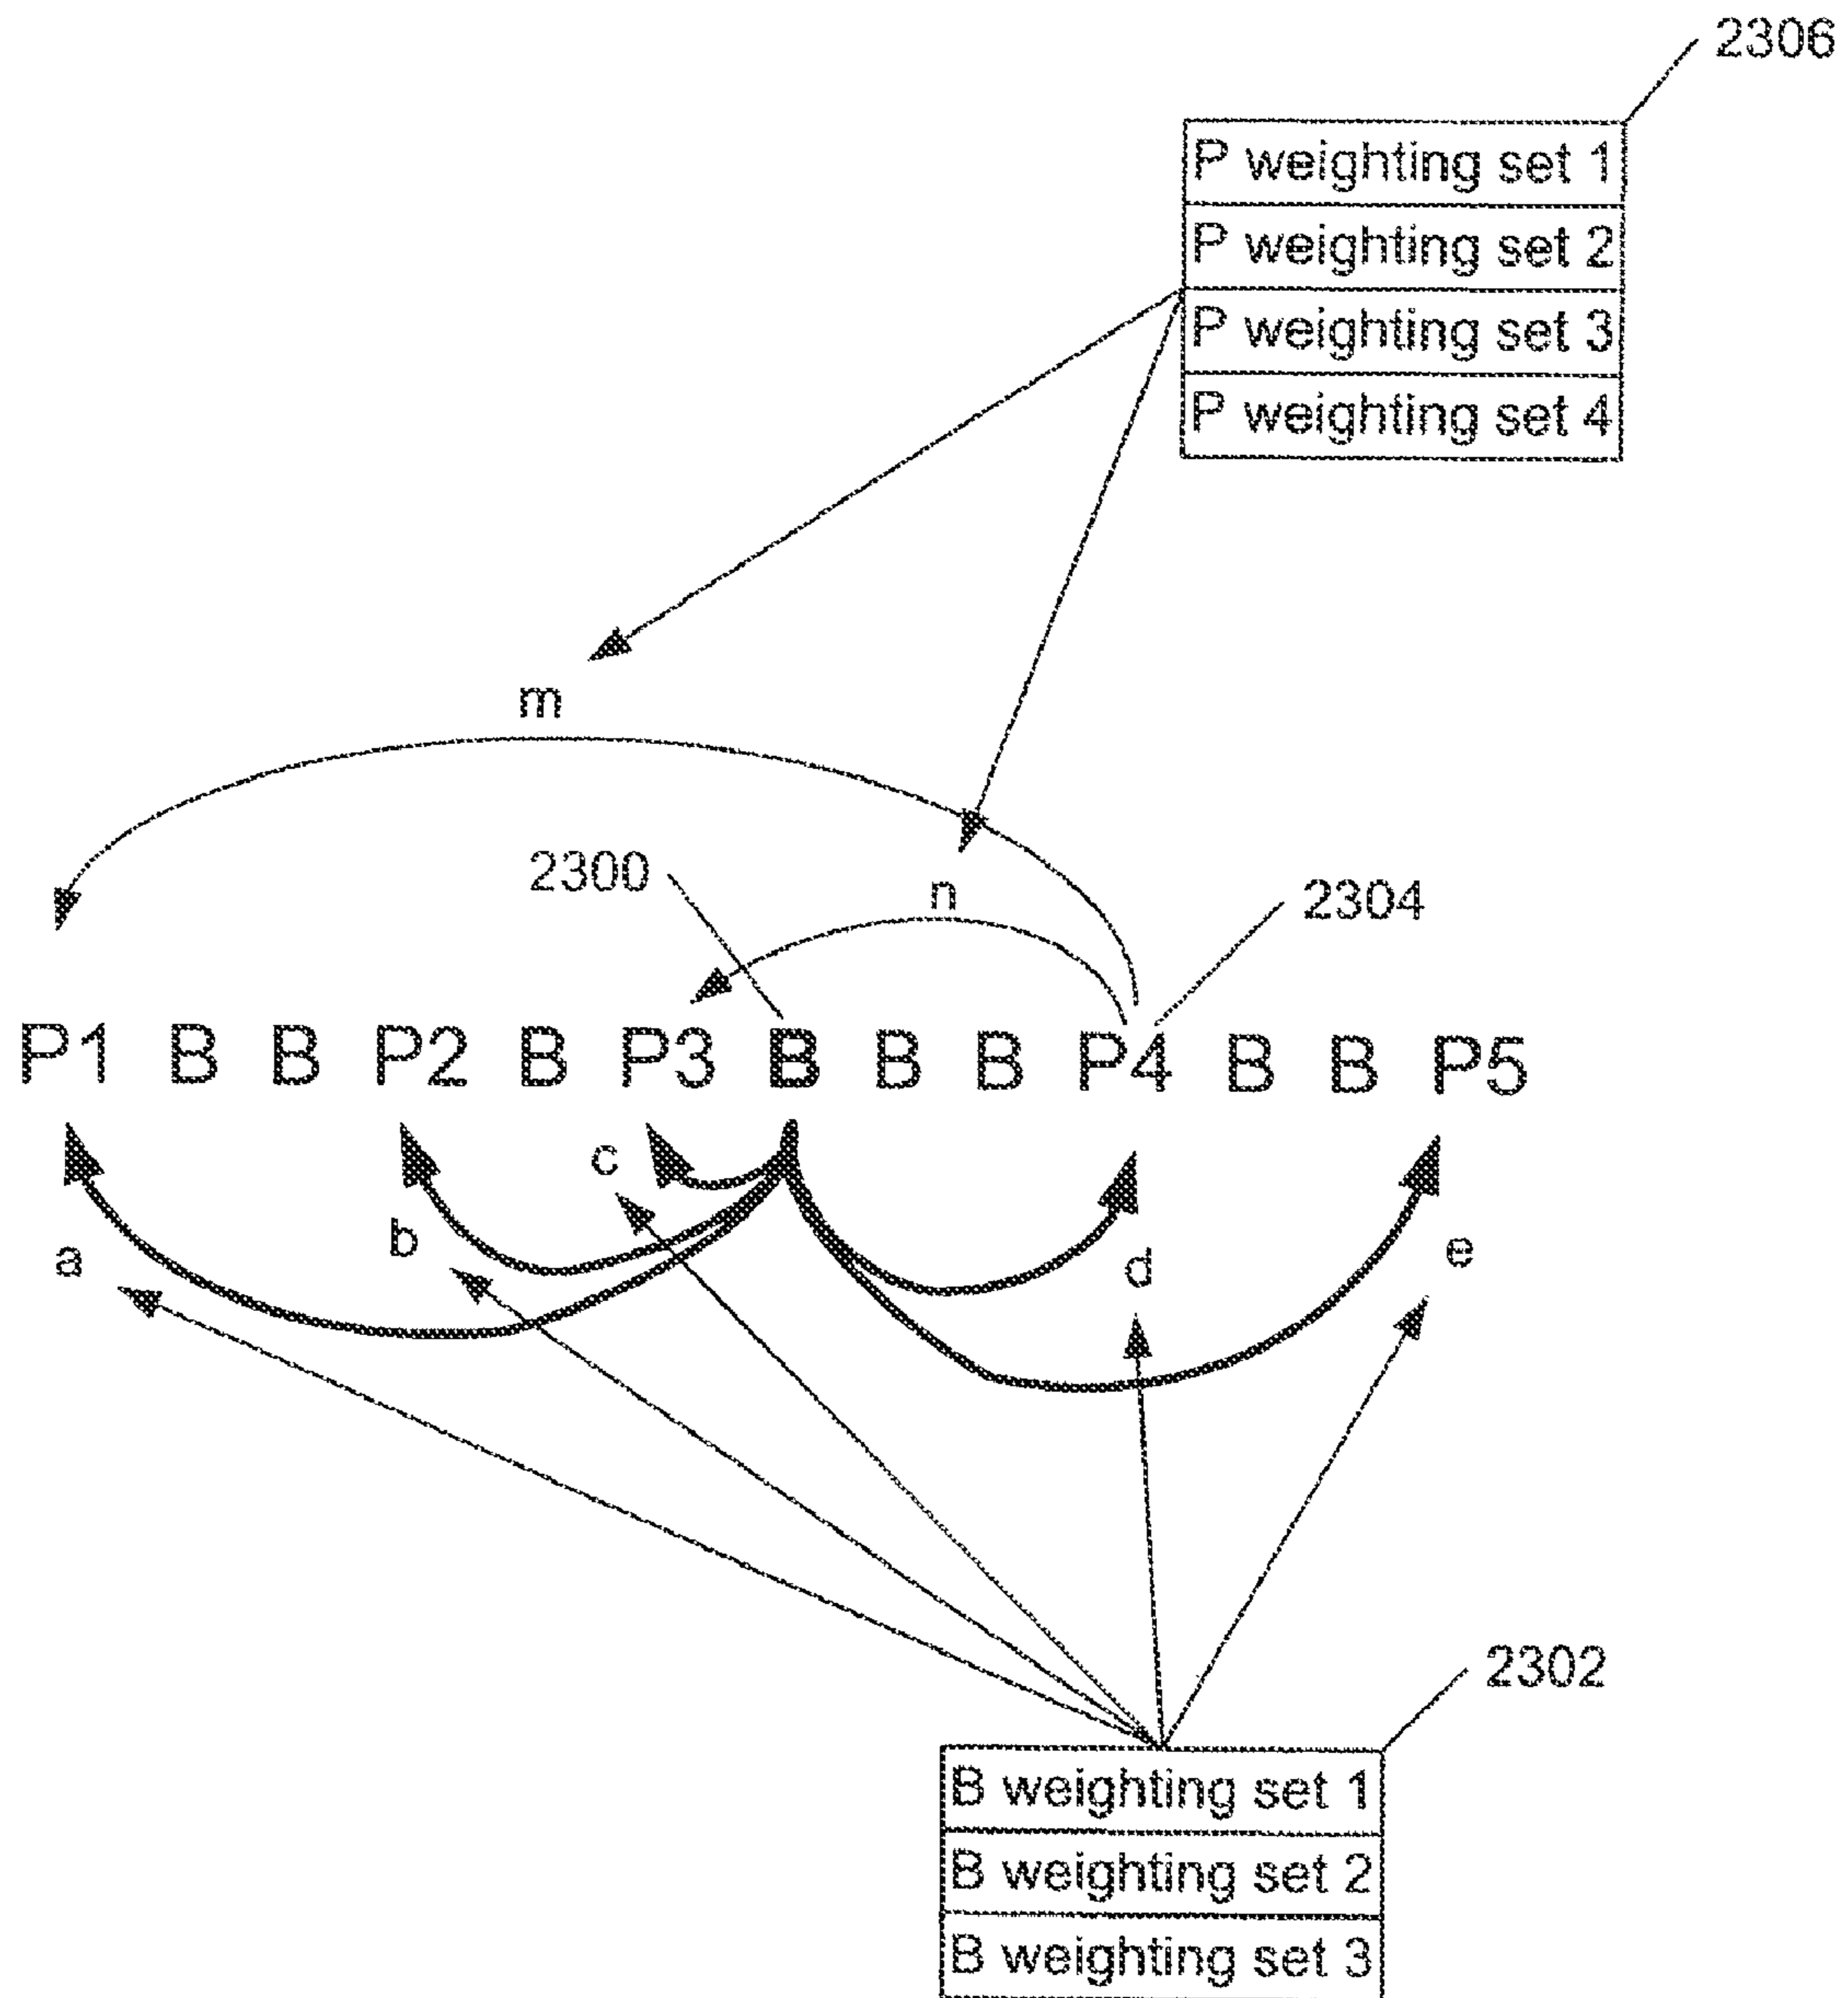 2306
P weighting set 1
P weighting set 2
P weighting set 3
P weighting set 4
m
2300
n
2304
P1 B B P2 B P3 B B B P4 B B P5
c
b
a
d
e
2302
B weighting set 1
B weighting set 2
B weighting set 3